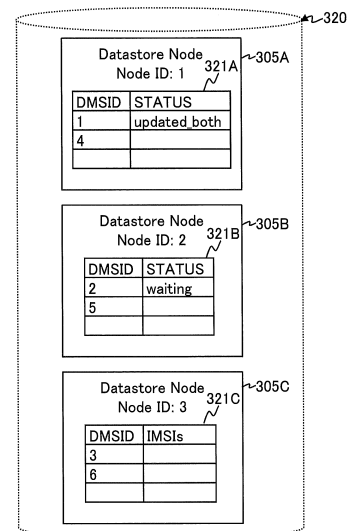 320
Datastore Node
Node ID: 1
305A
321A
DMSID STATUS
1 updated_both
4
Datastore Node
Node ID: 2
305B
321B
DMSID STATUS
2 waiting
5
Datastore Node
Node ID: 3
305C
321C
DMSID IMSIs
3
6